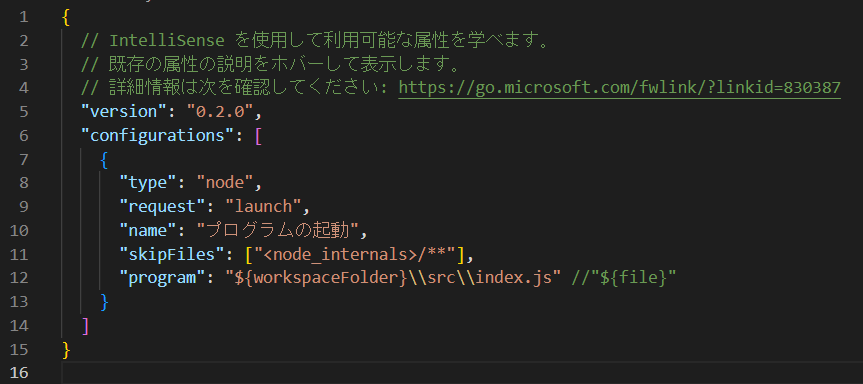 1 {
2 // IntelliSense を使用して利用可能な属性を学べます。
3 // 既存の属性の説明をホバーして表示します。
4 // 詳細情報は次を確認してください: https://go.microsoft.com/fwlink/?linkid=830387
5 "version": "0.2.0",
6 "configurations": [
7 {
8 "type": "node",
9 "request": "launch",
10 "name": "プログラムの起動",
11 "skipFiles": ["<node_internals>/**"],
12 "program": "${workspaceFolder}\\src\\index.js" //"${file}"
13 }
14 ]
15 }
16